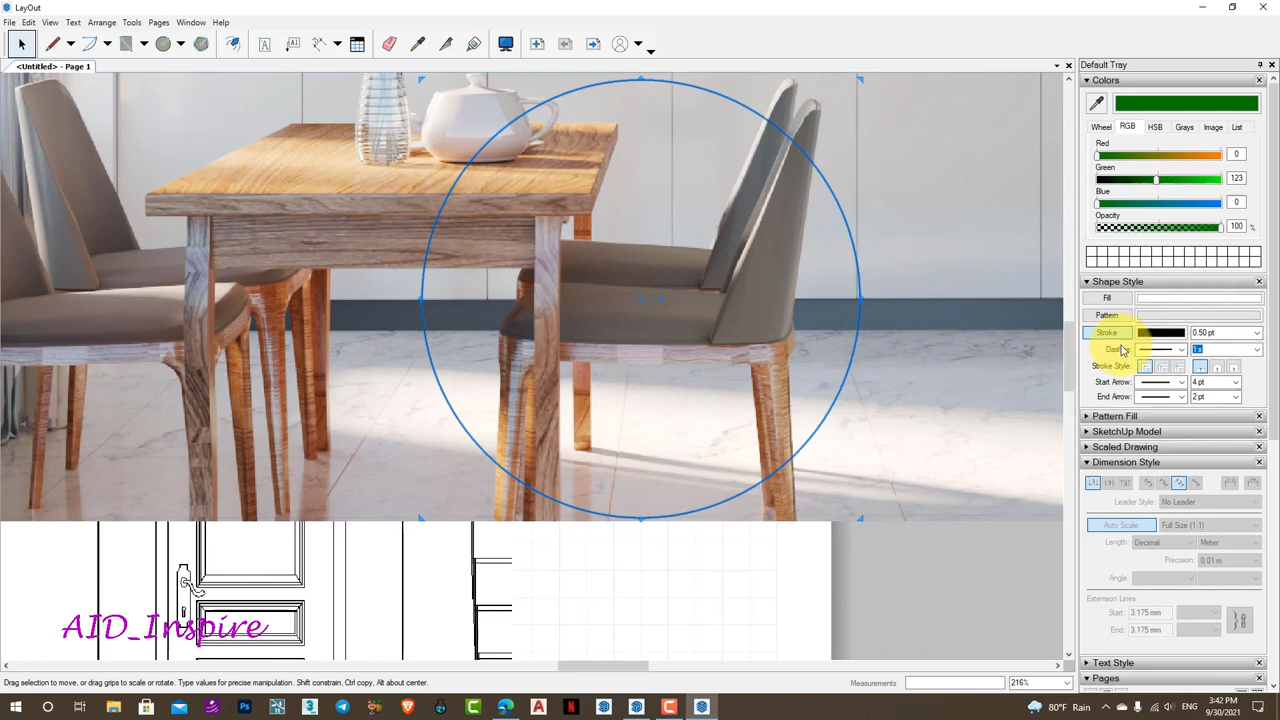 LayOut
File Edit View Text Arrange Tools Pages Window Help
<Untitled> - Page 1
Default Tray
Colors
Wheel RGB HSB Grays Image List
Red
0
Green
123
Blue
0
Opacity
100 %
Shape Style
Fill
Pattern
Stroke 0.50 pt
Dash 1 x
Stroke Style:
Start Arrow: 4 pt
End Arrow: 2 pt
Pattern Fill
SketchUp Model
Scaled Drawing
Dimension Style
Leader Style: No Leader
Auto Scale Full Size (1:1)
Length: Decimal Meter
Precision: 0.01 m
Angle:
Extension Lines
Start: 3.175 mm
End: 3.175 mm
Text Style
Pages
AID_Inspire
Drag selection to move, or drag grips to scale or rotate. Type values for precise manipulation. Shift constrain, Ctrl copy, Alt about center.
Measurements
216%
80°F Rain
3:42 PM
9/30/2021